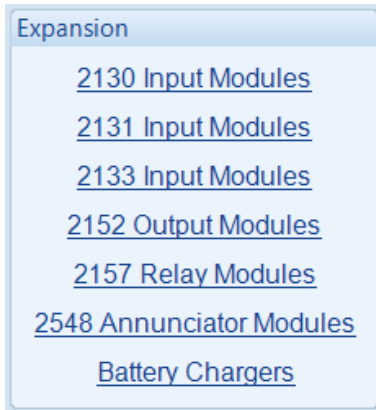 Expansion
2130 Input Modules
2131 Input Modules
2133 Input Modules
2152 Output Modules
2157 Relay Modules
2548 Annunciator Modules
Battery Chargers